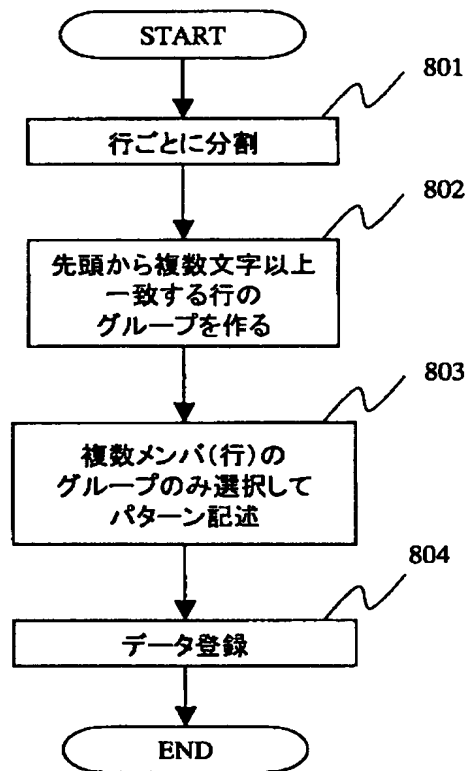 START
801
行ごとに分割
802
先頭から複数文字以上
一致する行の
グループを作る
803
複数メンバ(行)の
グループのみ選択して
パターン記述
804
データ登録
END